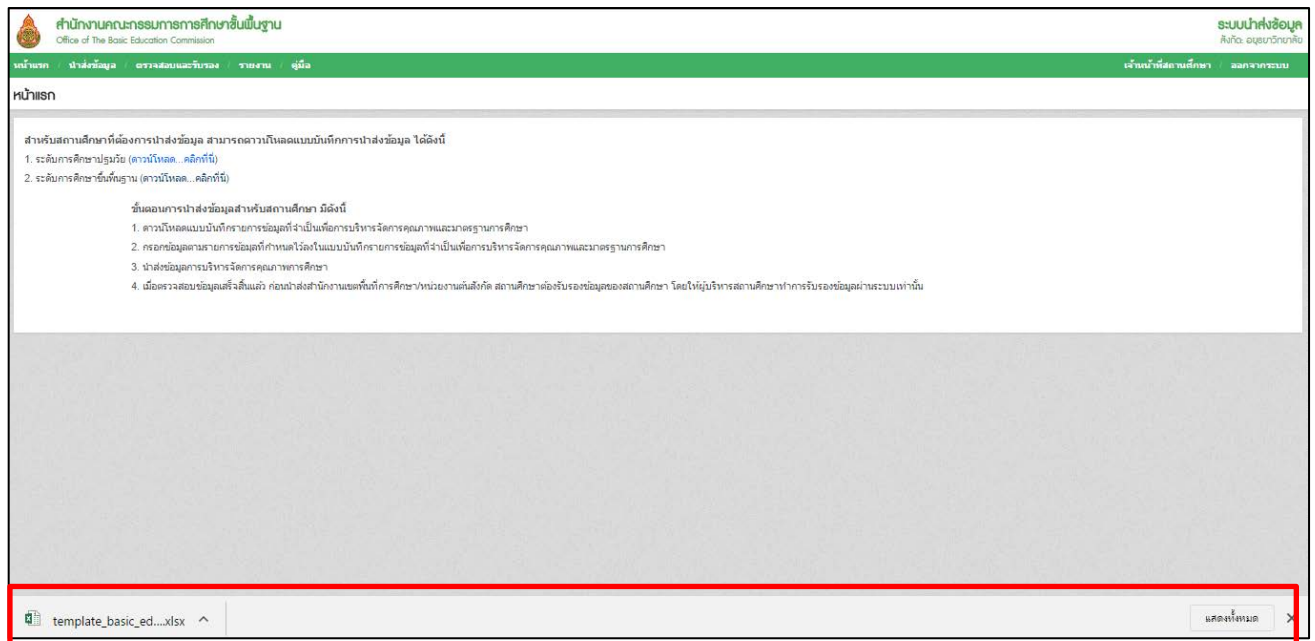 สำนักงานคณะกรรมการการศึกษาขั้นพื้นฐาน
Office of The Basic Education Commission
ระบบนำส่งข้อมูล
สังกัด: อนุธยาวิทยาลัย
หน้าแรก / นำส่งข้อมูล / ตรวจสอบและรับรอง / รายงาน / คู่มือ
เจ้าหน้าที่สถานศึกษา / ออกจากระบบ
หน้าแรก
สำหรับสถานศึกษาที่ต้องการนำส่งข้อมูล สามารถดาวน์โหลดแบบบันทึกการนำส่งข้อมูล ได้ดังนี้
1. ระดับการศึกษาปฐมวัย (ดาวน์โหลด...คลิกที่นี่)
2. ระดับการศึกษาขั้นพื้นฐาน (ดาวน์โหลด...คลิกที่นี่)
ขั้นตอนการนำส่งข้อมูลสำหรับสถานศึกษา มีดังนี้
1. ดาวน์โหลดแบบบันทึกรายการข้อมูลที่จำเป็นเพื่อการบริหารจัดการคุณภาพและมาตรฐานการศึกษา
2. กรอกข้อมูลตามรายการข้อมูลที่กำหนดไว้ลงในแบบบันทึกรายการข้อมูลที่จำเป็นเพื่อการบริหารจัดการคุณภาพและมาตรฐานการศึกษา
3. นำส่งข้อมูลการบริหารจัดการคุณภาพการศึกษา
4. เมื่อตรวจสอบข้อมูลเสร็จสิ้นแล้ว ก่อนนำส่งสำนักงานเขตพื้นที่การศึกษา/หน่วยงานต้นสังกัด สถานศึกษาต้องรับรองข้อมูลของสถานศึกษา โดยให้ผู้บริหารสถานศึกษาทำการรับรองข้อมูลผ่านระบบเท่านั้น
template_basic_ed....xlsx
แสดงทั้งหมด